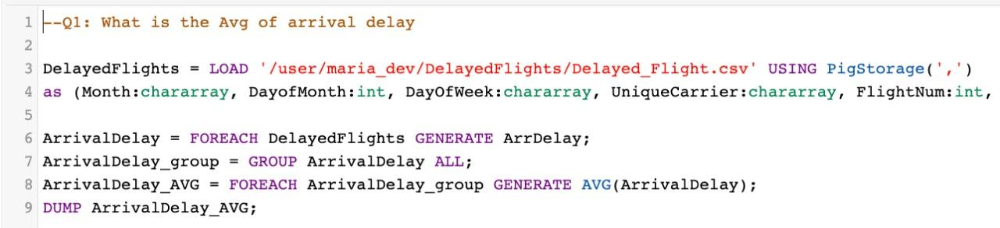 1 --Q1: What is the Avg of arrival delay
2
3 DelayedFlights = LOAD '/user/maria_dev/DelayedFlights/Delayed_Flight.csv' USING PigStorage(',')
4 as (Month:chararray, DayofMonth:int, DayOfWeek:chararray, UniqueCarrier:chararray, FlightNum:int,
5
6 ArrivalDelay = FOREACH DelayedFlights GENERATE ArrDelay;
7 ArrivalDelay_group = GROUP ArrivalDelay ALL;
8 ArrivalDelay_AVG = FOREACH ArrivalDelay_group GENERATE AVG(ArrivalDelay);
9 DUMP ArrivalDelay_AVG;